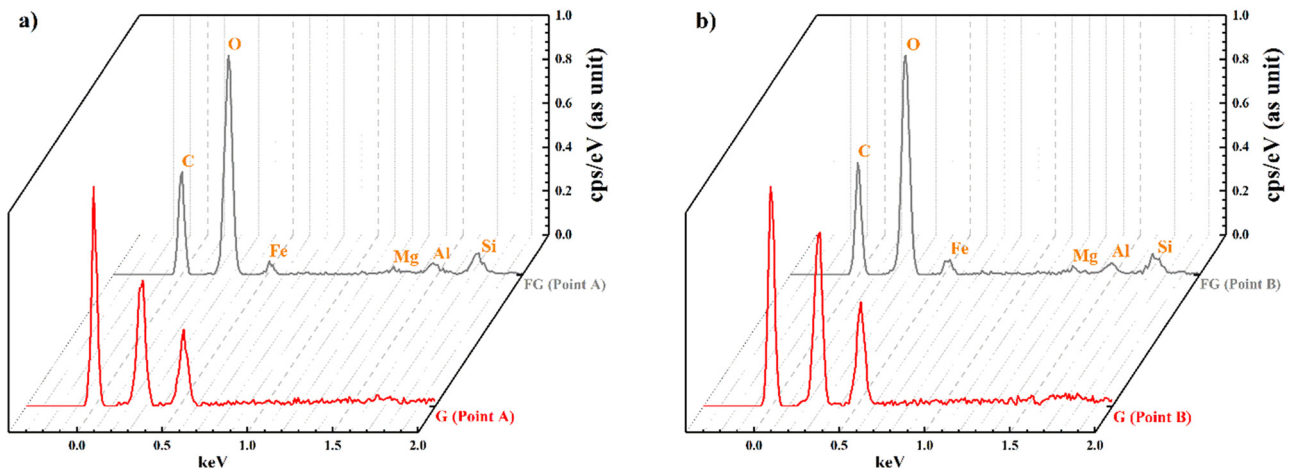 a)
1.0
0.8
0.6
0.4
0.2
0.0
cps/eV (as unit)
O
C
Fe
Mg
Al
Si
FG (Point A)
G (Point A)
0.0 0.5 1.0 1.5 2.0
keV
b)
1.0
0.8
0.6
0.4
0.2
0.0
cps/eV (as unit)
O
C
Fe
Mg
Al
Si
FG (Point B)
G (Point B)
0.0 0.5 1.0 1.5 2.0
keV